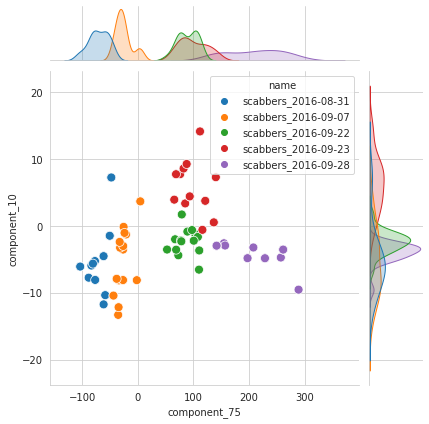 name
scabbers_2016-08-31
scabbers_2016-09-07
scabbers_2016-09-22
scabbers_2016-09-23
scabbers_2016-09-28
20
10
0
−10
−20
component_10
−100
0
100
200
300
component_75